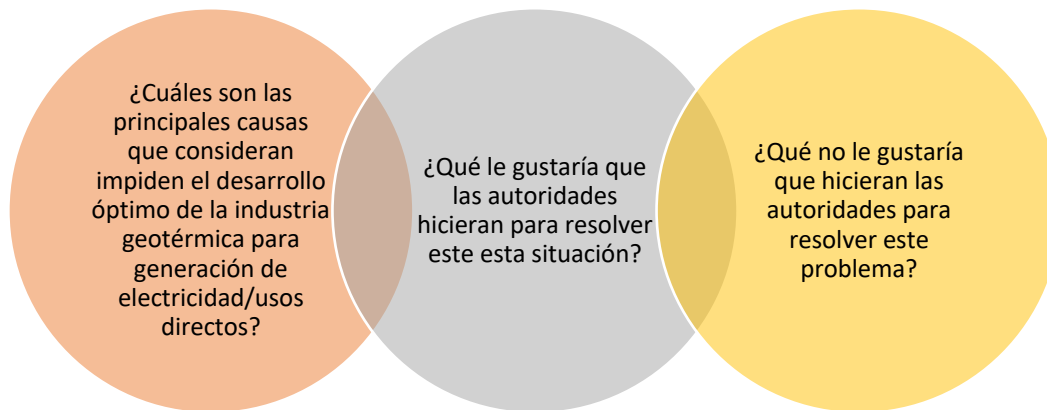 ¿Cuáles son las
principales causas
que consideran
impiden el desarrollo
óptimo de la industria
geotérmica para
generación de
electricidad/usos
directos?
¿Qué le gustaría que
las autoridades
hicieran para resolver
este esta situación?
¿Qué no le gustaría
que hicieran las
autoridades para
resolver este
problema?